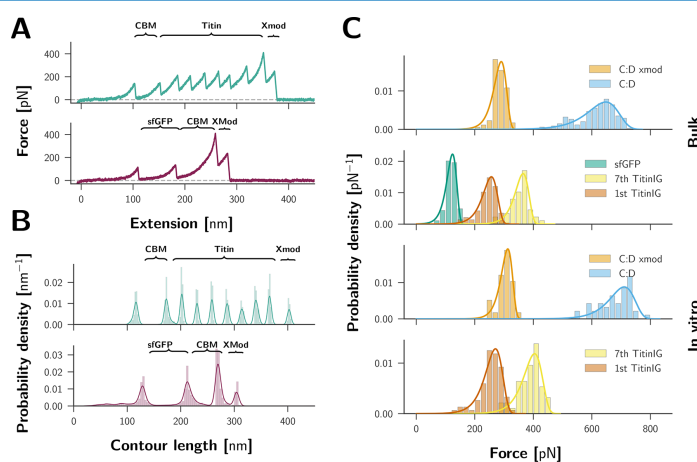 A
CBM Titin Xmod
400
200
0
sfGFP CBM XMod
400
200
0
Force [pN]
0 100 200 300 400
Extension [nm]
B
CBM Titin Xmod
0.02
0.01
0.00
sfGFP CBM XMod
0.03
0.02
0.01
0.00
Probability density [nm⁻¹]
0 100 200 300 400
Contour length [nm]
C
C:D xmod
C:D
0.01
0.00
Bulk
sfGFP
7th TitinIG
1st TitinIG
0.02
0.01
0.00
C:D xmod
C:D
0.01
0.00
In vitro
7th TitinIG
1st TitinIG
0.01
0.00
Probability density [pN⁻¹]
0 200 400 600 800
Force [pN]